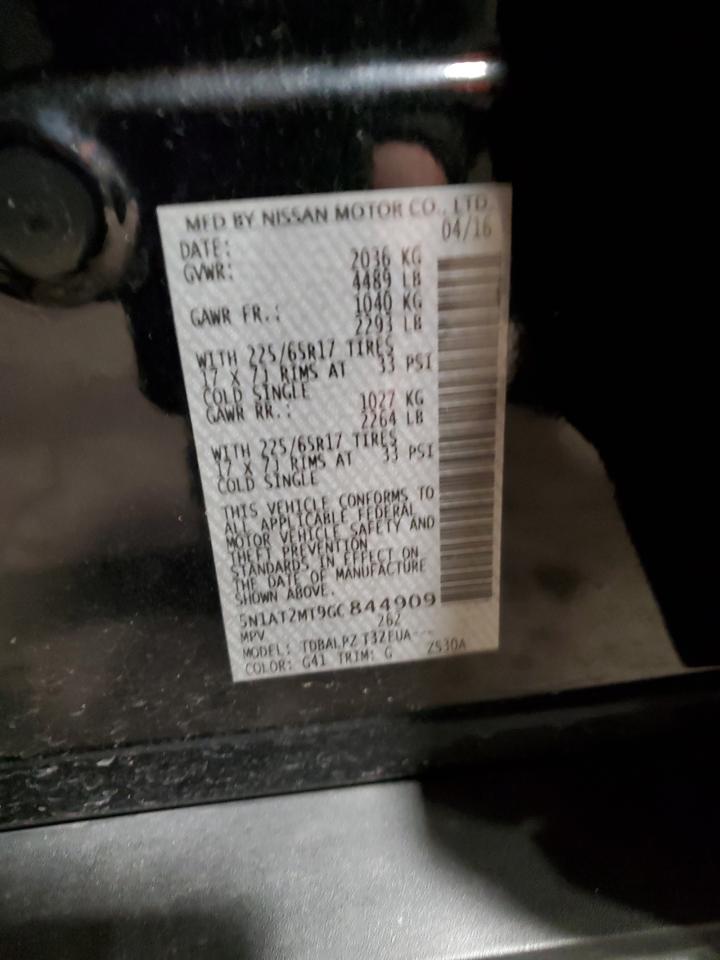 MFD BY NISSAN MOTOR CO., LTD.
DATE: 04/16
GVWR: 2036 KG
4489 LB
GAWR FR.: 1040 KG
2293 LB
WITH 225/65R17 TIRES
17 X 7J RIMS AT 33 PSI
COLD SINGLE
GAWR RR.: 1027 KG
2264 LB
WITH 225/65R17 TIRES
17 X 7J RIMS AT 33 PSI
COLD SINGLE
THIS VEHICLE CONFORMS TO
ALL APPLICABLE FEDERAL
MOTOR VEHICLE SAFETY AND
THEFT PREVENTION
STANDARDS IN EFFECT ON
THE DATE OF MANUFACTURE
SHOWN ABOVE.
5N1AT2MT9GC844909
MPV 262
MODEL: TDBALPZ T32EUA---
COLOR: G41 TRIM: G ZS30A